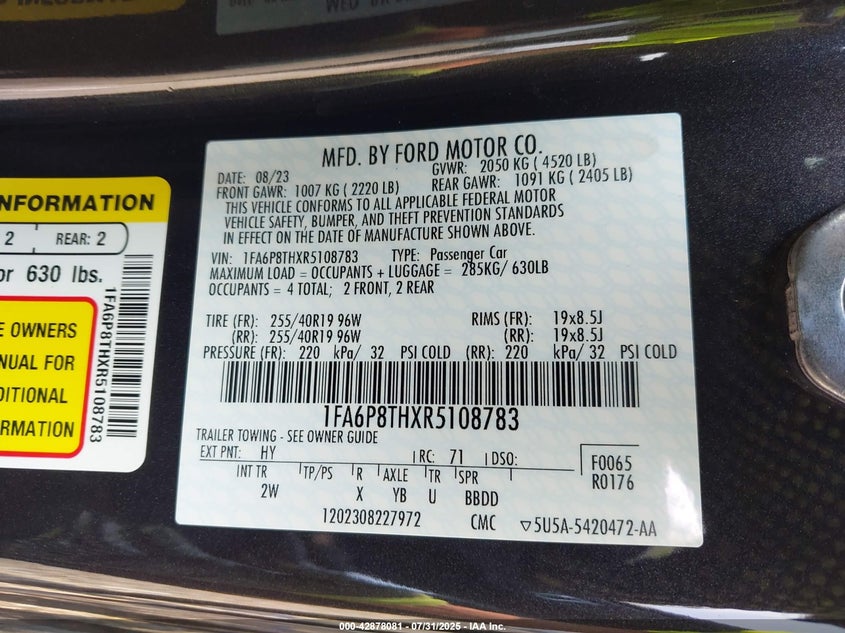 MFD. BY FORD MOTOR CO.
DATE: 08/23 GVWR: 2050 KG ( 4520 LB)
FRONT GAWR: 1007 KG ( 2220 LB) REAR GAWR: 1091 KG ( 2405 LB)
THIS VEHICLE CONFORMS TO ALL APPLICABLE FEDERAL MOTOR
VEHICLE SAFETY, BUMPER, AND THEFT PREVENTION STANDARDS
IN EFFECT ON THE DATE OF MANUFACTURE SHOWN ABOVE.
VIN: 1FA6P8THXR5108783 TYPE: Passenger Car
MAXIMUM LOAD = OCCUPANTS + LUGGAGE = 285KG/ 630LB
OCCUPANTS = 4 TOTAL; 2 FRONT, 2 REAR
TIRE (FR): 255/40R19 96W RIMS (FR): 19x8.5J
(RR): 255/40R19 96W (RR): 19x8.5J
PRESSURE (FR): 220 kPa/ 32 PSI COLD (RR): 220 kPa/ 32 PSI COLD
1FA6P8THXR5108783
TRAILER TOWING - SEE OWNER GUIDE
EXT PNT: HY RC: 71 DSO:
F0065
R0176
INT TR TP/PS R AXLE TR SPR
2W X YB U BBDD
1202308227972 CMC ▽5U5A-5420472-AA
NFORMATION
2 REAR: 2
or 630 lbs.
E OWNERS
NUAL FOR
DITIONAL
FORMATION
1FA6P8THXR5108783
000-42878081 - 07/31/2025 - IAA Inc.